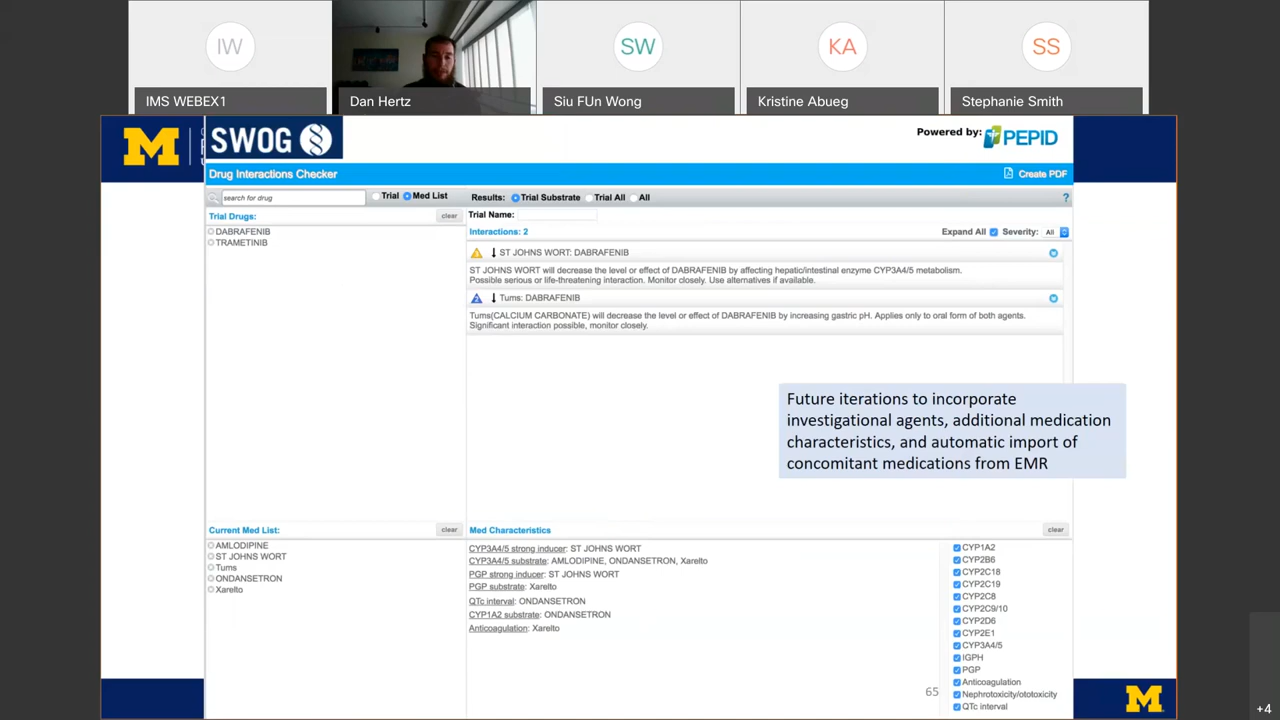 IW
SW
KA
SS
IMS WEBEX1
Dan Hertz
Siu FUn Wong
Kristine Abueg
Stephanie Smith
M
SWOG
Powered by: PEPID
Drug Interactions Checker
Create PDF
search for drug
Trial Med List
Results: Trial Substrate Trial All All
?
Trial Drugs:
clear
Trial Name:
DABRAFENIB
TRAMETINIB
Interactions: 2
Expand All Severity: All
ST JOHNS WORT: DABRAFENIB
ST JOHNS WORT will decrease the level or effect of DABRAFENIB by affecting hepatic/intestinal enzyme CYP3A4/5 metabolism.
Possible serious or life-threatening interaction. Monitor closely. Use alternatives if available.
Tums: DABRAFENIB
Tums(CALCIUM CARBONATE) will decrease the level or effect of DABRAFENIB by increasing gastric pH. Applies only to oral form of both agents.
Significant interaction possible, monitor closely.
Future iterations to incorporate
investigational agents, additional medication
characteristics, and automatic import of
concomitant medications from EMR
Current Med List:
clear
AMLODIPINE
ST JOHNS WORT
Tums
ONDANSETRON
Xarelto
Med Characteristics
clear
CYP3A4/5 strong inducer: ST JOHNS WORT
CYP3A4/5 substrate: AMLODIPINE, ONDANSETRON, Xarelto
PGP strong inducer: ST JOHNS WORT
PGP substrate: Xarelto
QTc interval: ONDANSETRON
CYP1A2 substrate: ONDANSETRON
Anticoagulation: Xarelto
CYP1A2
CYP2B6
CYP2C18
CYP2C19
CYP2C8
CYP2C9/10
CYP2D6
CYP2E1
CYP3A4/5
IGPH
PGP
Anticoagulation
Nephrotoxicity/ototoxicity
QTc interval
65
M
+4